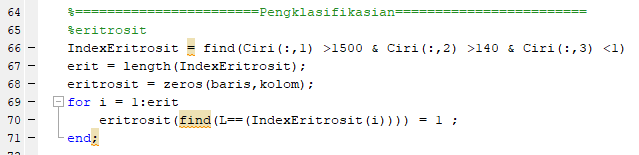 64 %=======================Pengklasifikasian========================
65 %eritrosit
66 - IndexEritrosit = find(Ciri(:,1) >1500 & Ciri(:,2) >140 & Ciri(:,3) <1)
67 - erit = length(IndexEritrosit);
68 - eritrosit = zeros(baris,kolom);
69 - for i = 1:erit
70 - eritrosit(find(L==(IndexEritrosit(i)))) = 1 ;
71 - end;